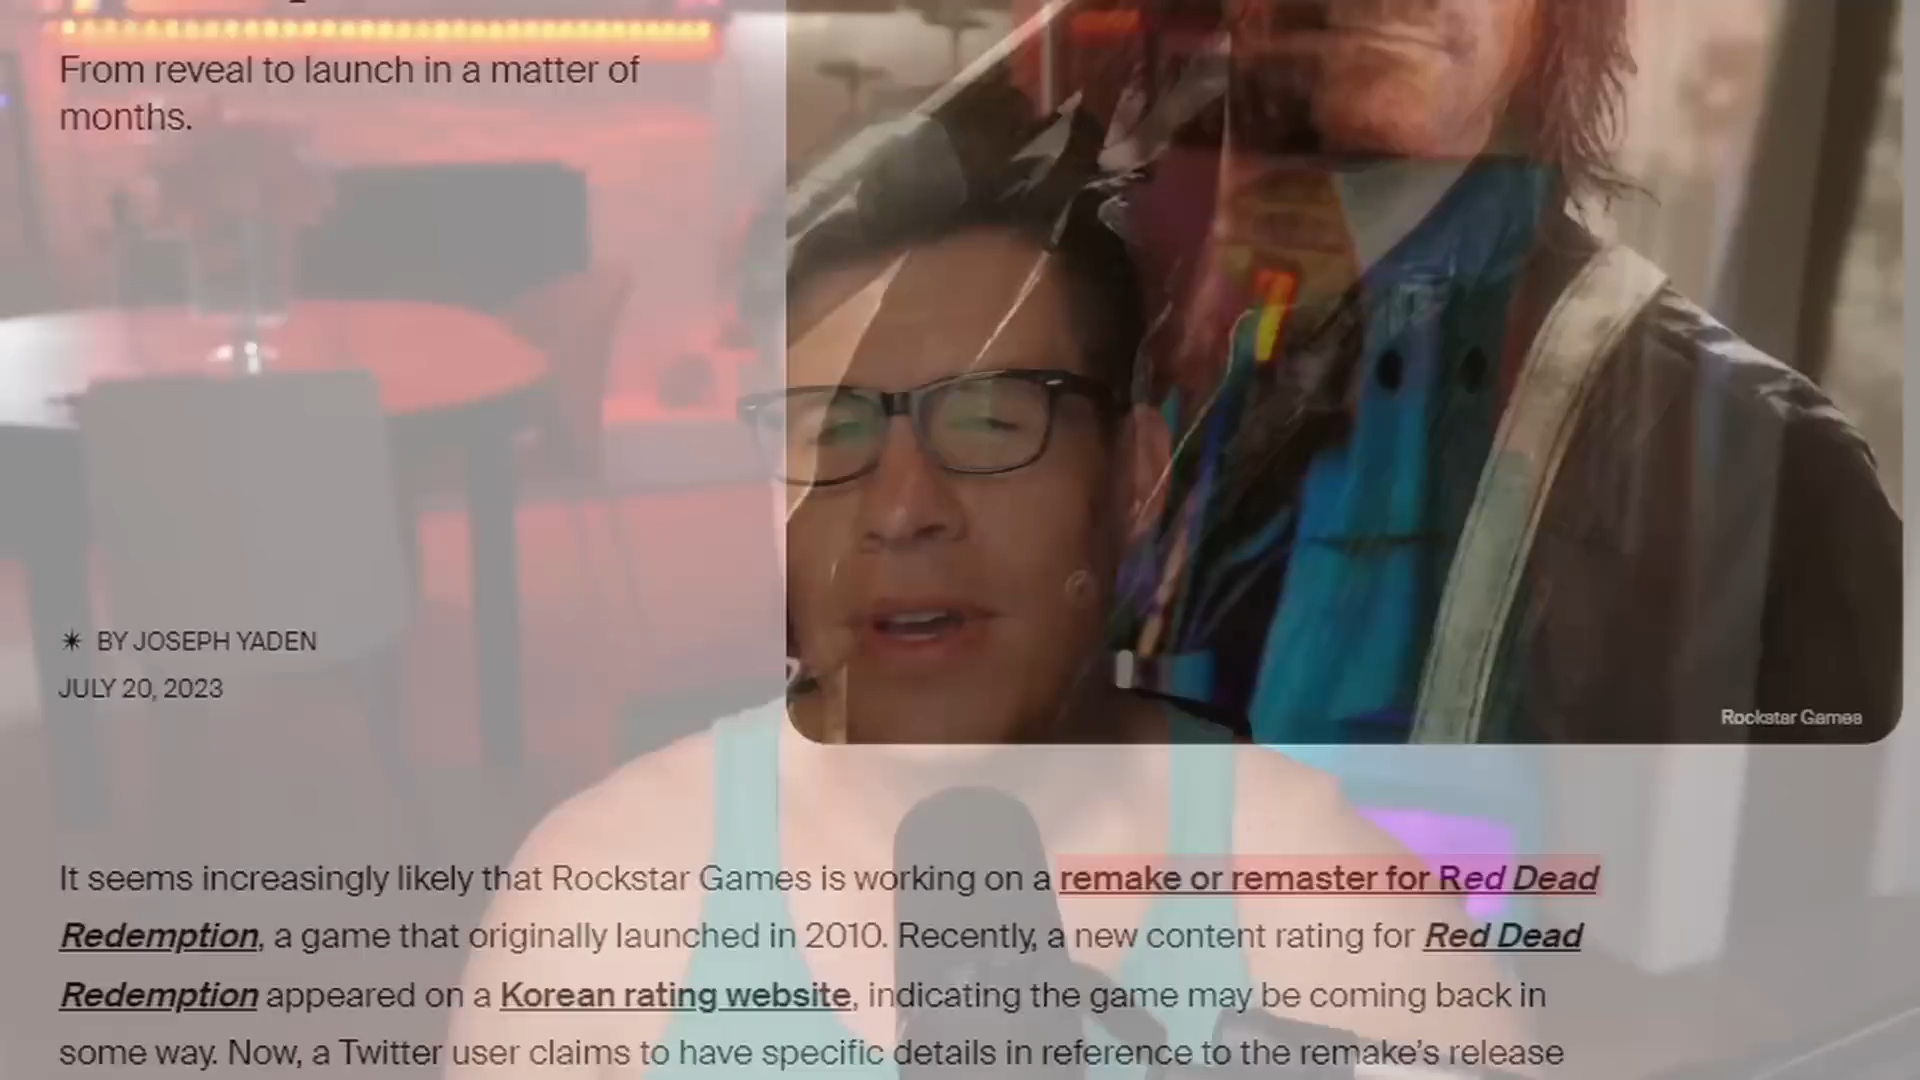 From reveal to launch in a matter of
months.
BY JOSEPH YADEN
JULY 20, 2023
Rockstar Games
It seems increasingly likely that Rockstar Games is working on a remake or remaster for Red Dead
Redemption, a game that originally launched in 2010. Recently, a new content rating for Red Dead
Redemption appeared on a Korean rating website, indicating the game may be coming back in
some way. Now, a Twitter user claims to have specific details in reference to the remake's release